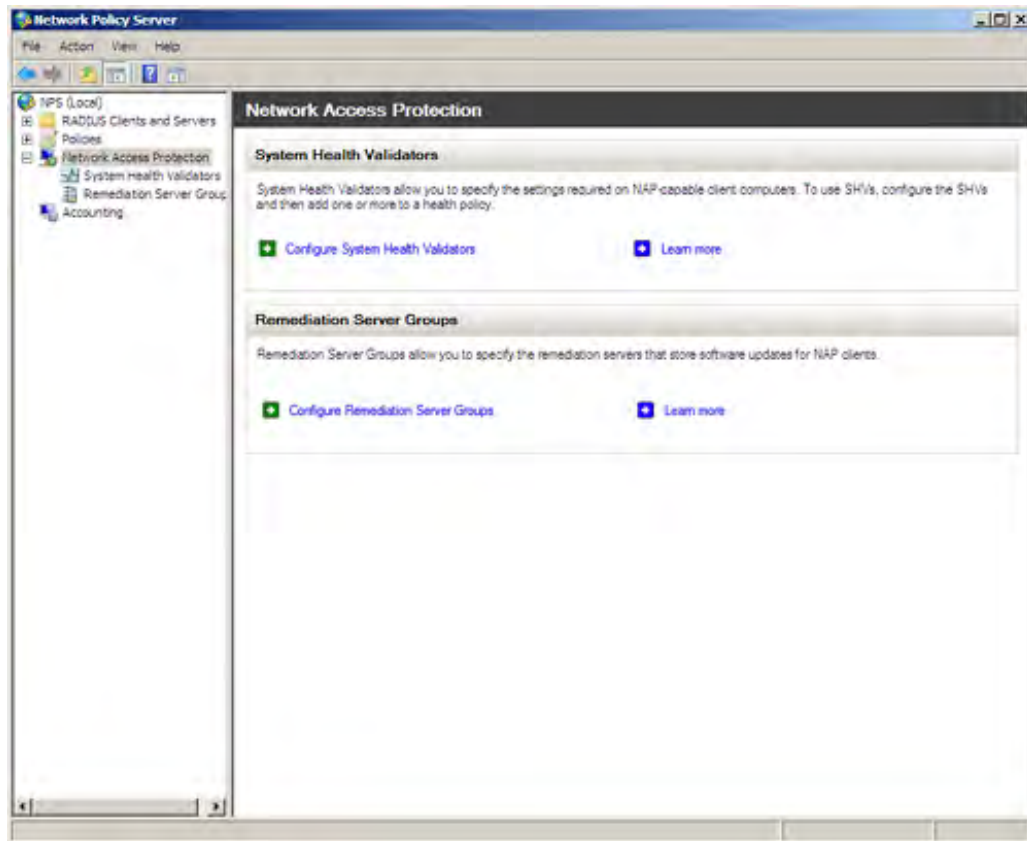 Network Policy Server
File Action View Help
NPS (Local)
RADIUS Clients and Servers
Policies
Network Access Protection
System Health Validators
Remediation Server Group
Accounting
Network Access Protection
System Health Validators
System Health Validators allow you to specify the settings required on NAP-capable client computers. To use SHVs, configure the SHVs
and then add one or more to a health policy.
Configure System Health Validators Learn more
Remediation Server Groups
Remediation Server Groups allow you to specify the remediation servers that store software updates for NAP clients.
Configure Remediation Server Groups Learn more